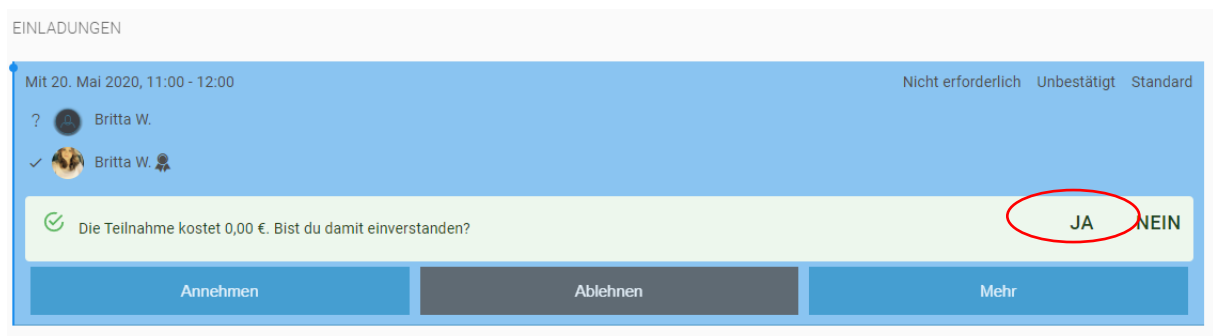 EINLADUNGEN
Mit 20. Mai 2020, 11:00 - 12:00 Nicht erforderlich Unbestätigt Standard
? Britta W.
Britta W.
Die Teilnahme kostet 0,00 €. Bist du damit einverstanden? JA NEIN
Annehmen Ablehnen Mehr